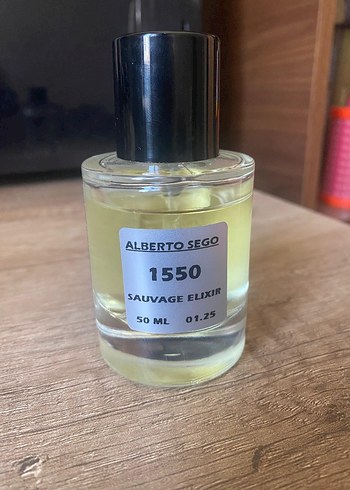 ALBERTO SEGO
1550
SAUVAGE ELIXIR
50 ML 01.25